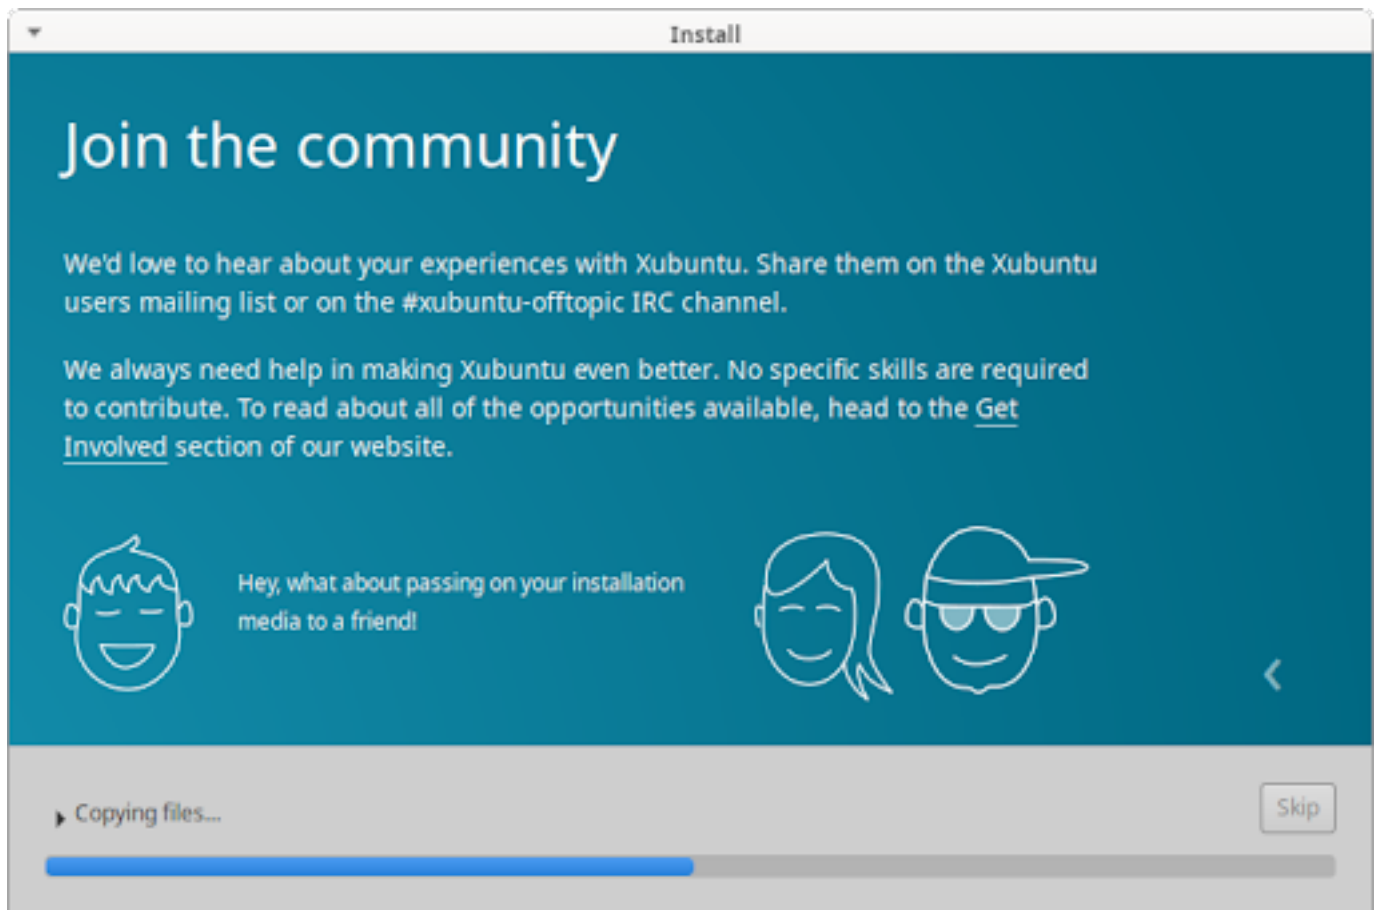 Install
Join the community
We'd love to hear about your experiences with Xubuntu. Share them on the Xubuntu
users mailing list or on the #xubuntu-offtopic IRC channel.
We always need help in making Xubuntu even better. No specific skills are required
to contribute. To read about all of the opportunities available, head to the Get
Involved section of our website.
Hey, what about passing on your installation
media to a friend!
Copying files...
Skip